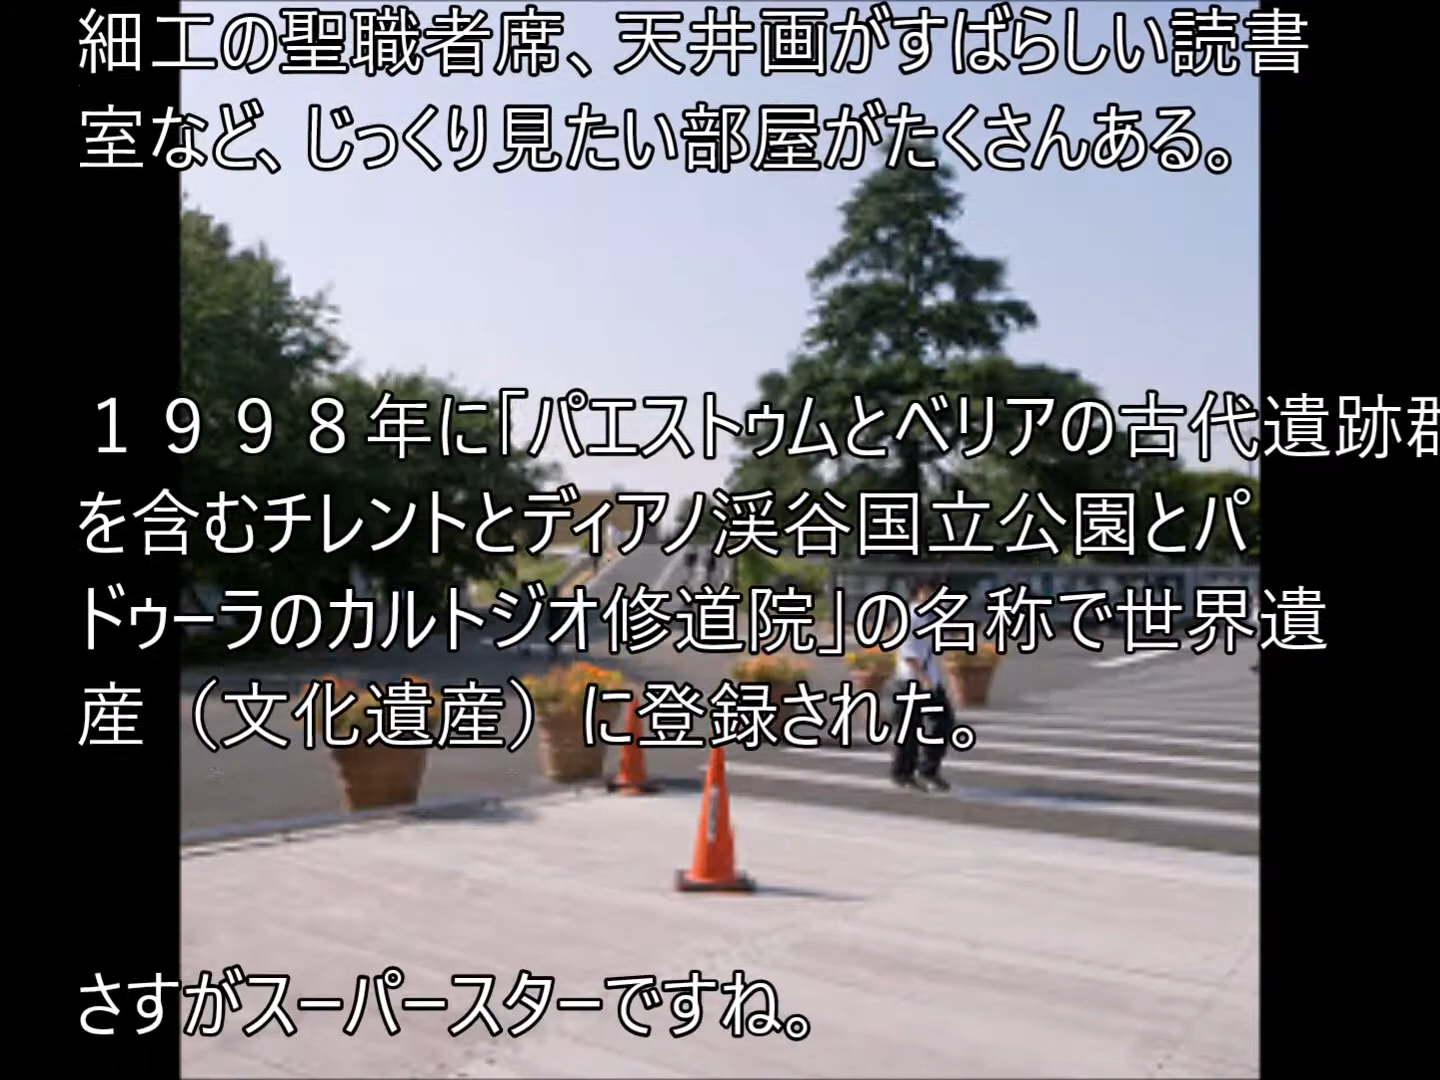 細工の聖職者席、天井画がすばらしい読書
室など、じっくり見たい部屋がたくさんある。
１９９８年に「パエストゥムとベリアの古代遺跡群
を含むチレントとディアノ渓谷国立公園とパ
ドゥーラのカルトジオ修道院」の名称で世界遺
産（文化遺産）に登録された。
さすがスーパースターですね。